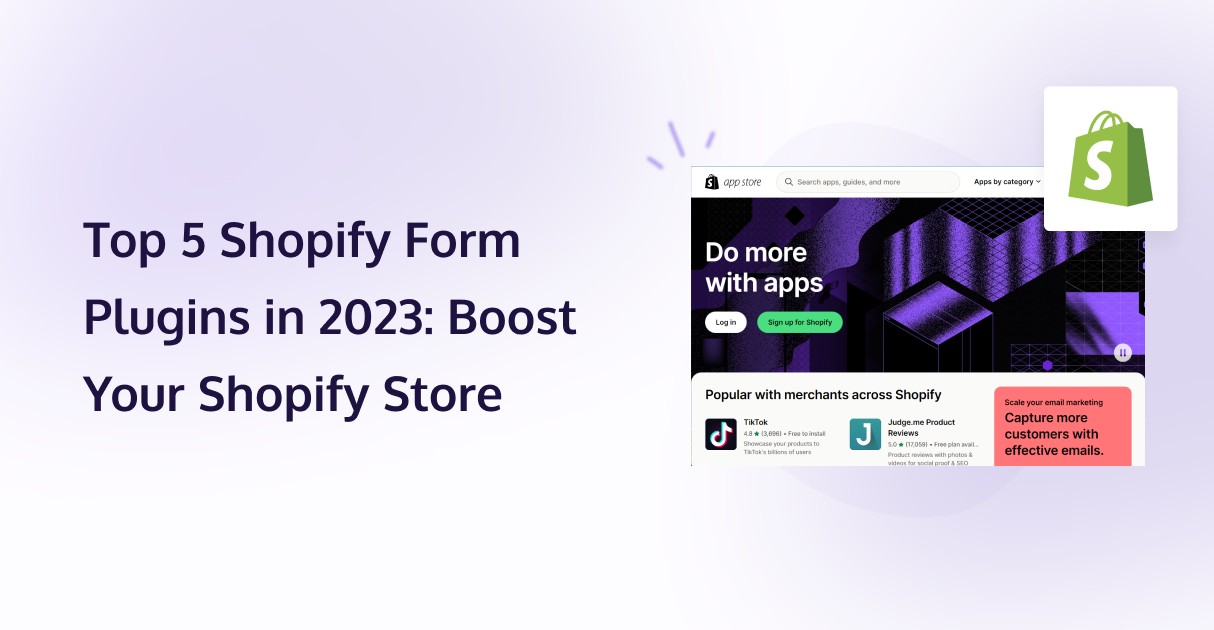 Top 5 Shopify Form
Plugins in 2023: Boost
Your Shopify Store
S
S app store
Search apps, guides, and more
Apps by category
Do more
with apps
Log in
Sign up for Shopify
Popular with merchants across Shopify
TikTok
4.8 ★ (3,696) • Free to install
Showcase your products to
TikTok's billions of users
J
Judge.me Product
Reviews
5.0 ★ (17,059) • Free plan avail...
Product reviews with photos &
videos for social proof & SEO
Scale your email marketing
Capture more
customers with
effective emails.